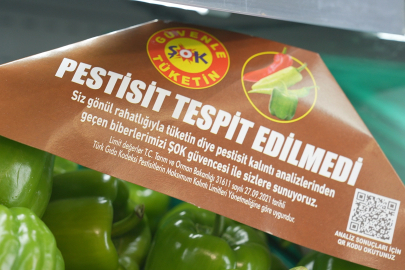 GÜVENLE
ŞOK
TÜKETİN
PESTİSİT TESPİT EDİLMEDİ
Siz gönül rahatlığıyla tüketin diye pestisit kalıntı analizlerinden
geçen biberlerimizi ŞOK güvencesi ile sizlere sunuyoruz.
Limit değerler T.C. Tarım ve Orman Bakanlığı 31611 sayılı 27.09.2021 tarihli
Türk Gıda Kodeksi Pestisitlerin Maksimum Kalıntı Limitleri Yönetmeliğine göre uygundur.
ANALİZ SONUÇLARI İÇİN
QR KODU OKUTUNUZ